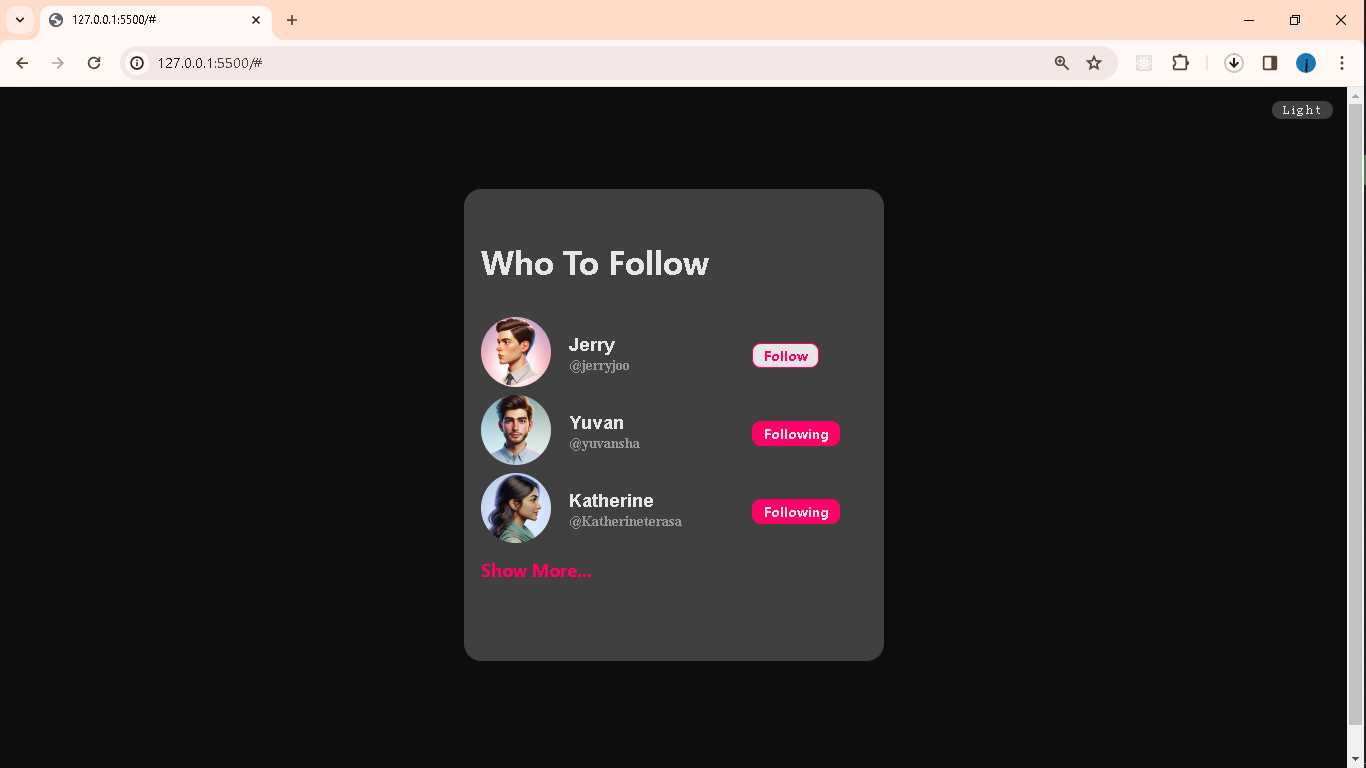 127.0.0.1:5500/#
127.0.0.1:5500/#
Light
Who To Follow
Jerry
@jerryjoo
Follow
Yuvan
@yuvansha
Following
Katherine
@Katherineterasa
Following
Show More...